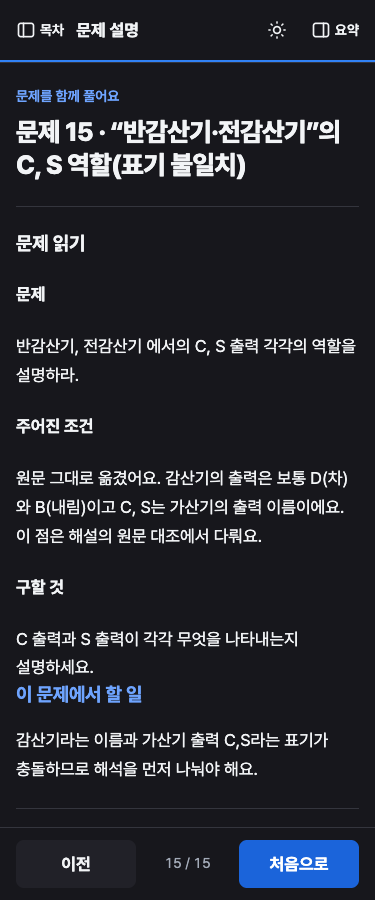 목차 문제 설명 요약
문제를 함께 풀어요
문제 15 · “반감산기·전감산기”의
C, S 역할(표기 불일치)
문제 읽기
문제
반감산기, 전감산기 에서의 C, S 출력 각각의 역할을
설명하라.
주어진 조건
원문 그대로 옮겼어요. 감산기의 출력은 보통 D(차)
와 B(내림)이고 C, S는 가산기의 출력 이름이에요.
이 점은 해설의 원문 대조에서 다뤄요.
구할 것
C 출력과 S 출력이 각각 무엇을 나타내는지
설명하세요.
이 문제에서 할 일
감산기라는 이름과 가산기 출력 C,S라는 표기가
충돌하므로 해석을 먼저 나눠야 해요.
이전 15 / 15 처음으로